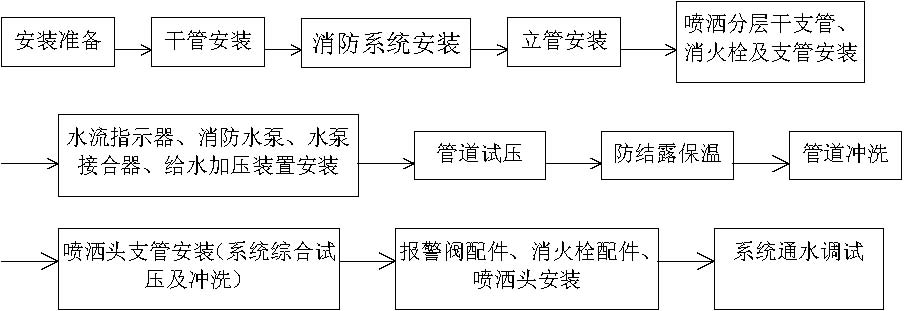 安装准备
干管安装
消防系统安装
立管安装
喷洒分层干支管、
消火栓及支管安装
水流指示器、消防水泵、水泵
接合器、给水加压装置安装
管道试压
防结露保温
管道冲洗
喷洒头支管安装(系统综合试
压及冲洗)
报警阀配件、消火栓配件、
喷洒头安装
系统通水调试